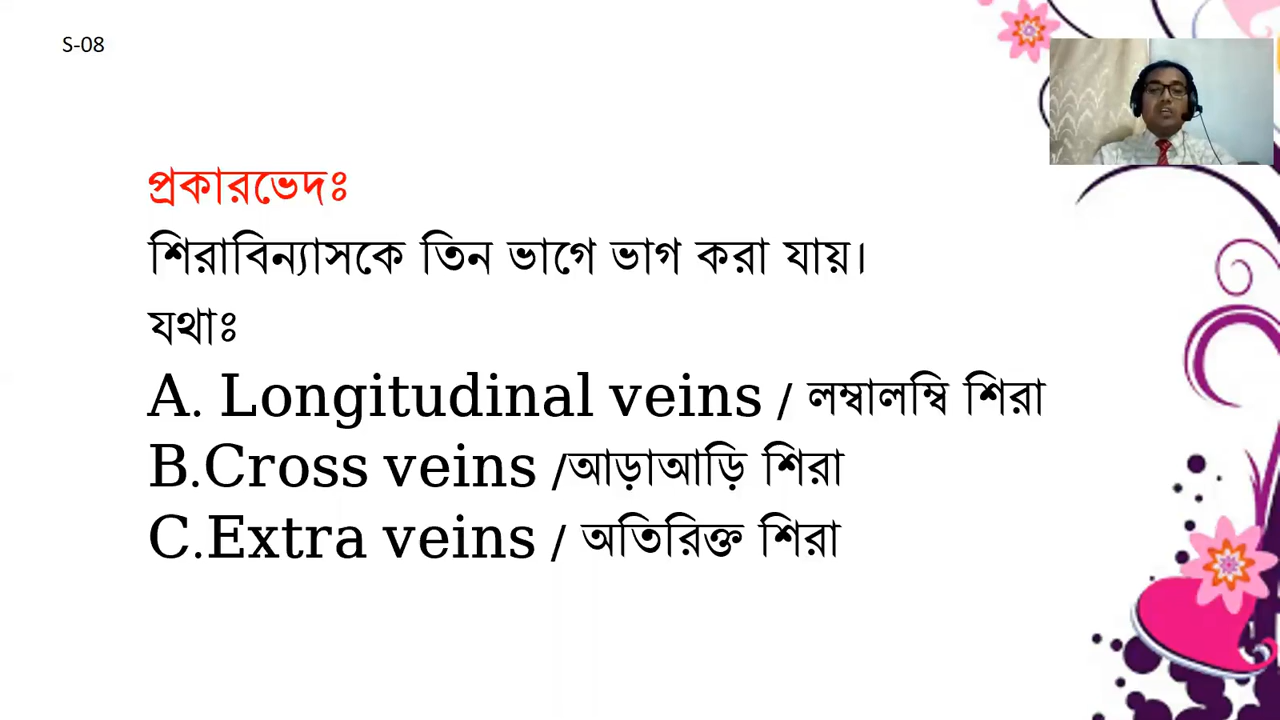 S-08
প্রকারভেদঃ
শিরাবিন্যাসকে তিন ভাগে ভাগ করা যায়।
যথাঃ
A. Longitudinal veins / লম্বালম্বি শিরা
B.Cross veins /আড়াআড়ি শিরা
C.Extra veins / অতিরিক্ত শিরা